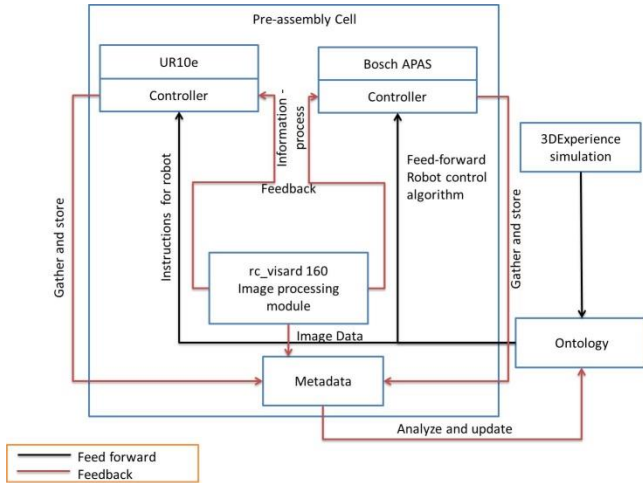 Pre-assembly Cell
UR10e
Controller
Bosch APAS
Controller
Information -
process
Feedback
Instructions for robot
Gather and store
Feed-forward
Robot control
algorithm
Gather and store
3DExperience
simulation
rc_visard 160
Image processing
module
Image Data
Ontology
Metadata
Analyze and update
Feed forward
Feedback